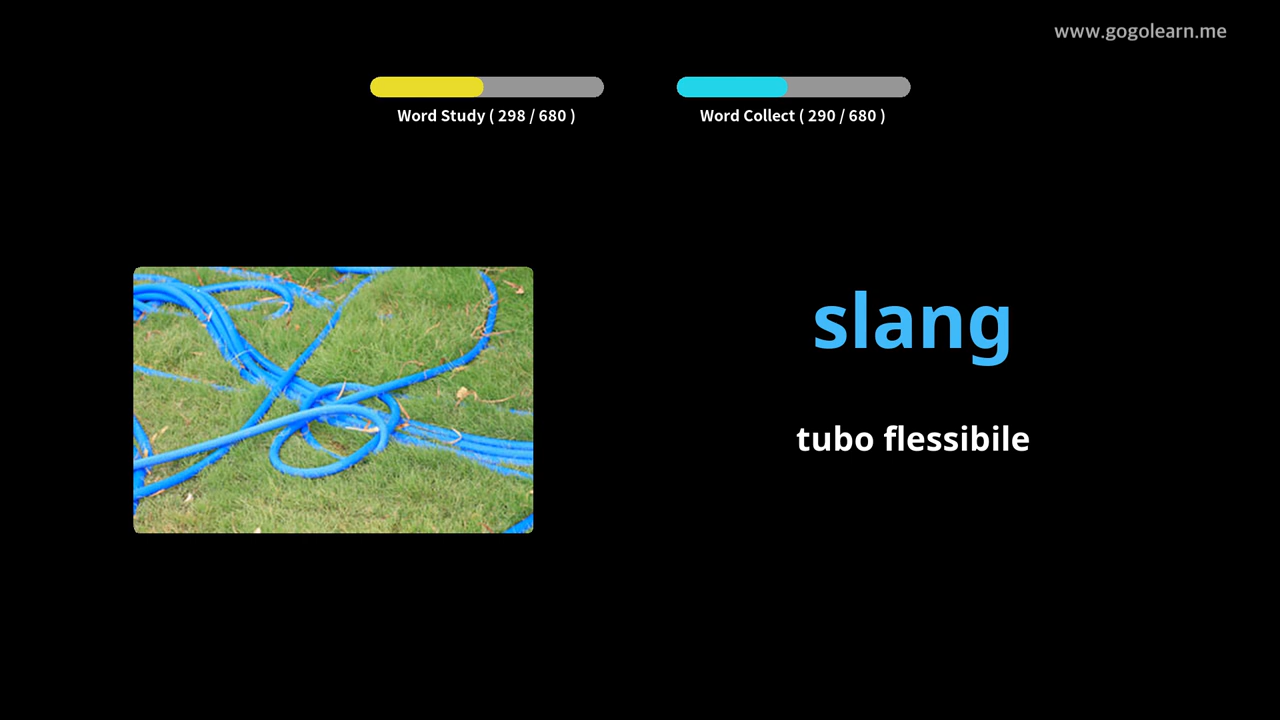 www.gogolearn.me
Word Study ( 298 / 680 )
Word Collect ( 290 / 680 )
slang
tubo flessibile